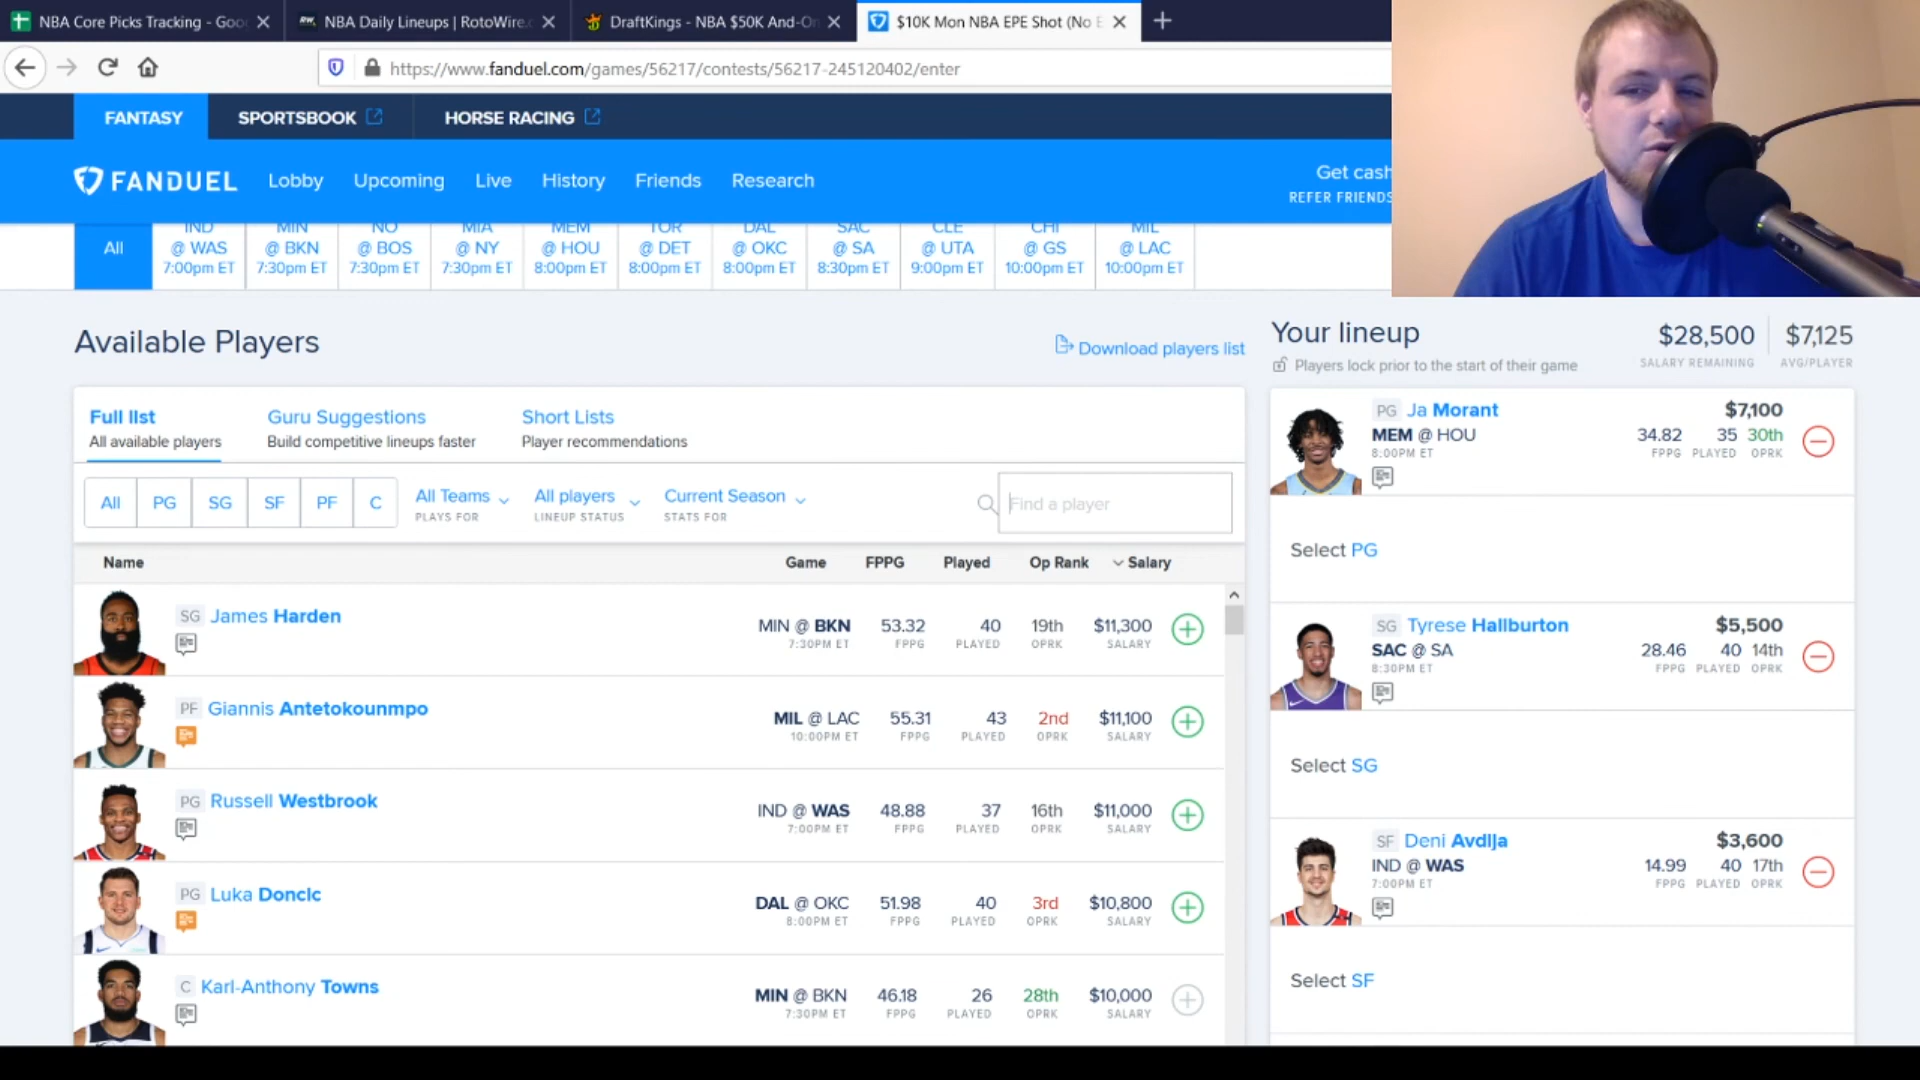 NBA Core Picks Tracking - Goo
NBA Daily Lineups | RotoWire.c
DraftKings - NBA $50K And-On
$10K Mon NBA EPE Shot (No E
https://www.fanduel.com/games/56217/contests/56217-245120402/enter
FANTASY SPORTSBOOK HORSE RACING
FANDUEL Lobby Upcoming Live History Friends Research
Get cash
REFER FRIENDS
All
IND @ WAS 7:00pm ET
MIN @ BKN 7:30pm ET
NO @ BOS 7:30pm ET
MIA @ NY 7:30pm ET
MEM @ HOU 8:00pm ET
TOR @ DET 8:00pm ET
DAL @ OKC 8:00pm ET
SAC @ SA 8:30pm ET
CLE @ UTA 9:00pm ET
CHI @ GS 10:00pm ET
MIL @ LAC 10:00pm ET
Available Players
Download players list
Full list
All available players
Guru Suggestions
Build competitive lineups faster
Short Lists
Player recommendations
All PG SG SF PF C
All Teams
PLAYS FOR
All players
LINEUP STATUS
Current Season
STATS FOR
Find a player
Name Game FPPG Played Op Rank Salary
SG James Harden
MIN @ BKN 53.32 40 19th $11,300
7:30PM ET FPPG PLAYED OPRK SALARY
PF Giannis Antetokounmpo
MIL @ LAC 55.31 43 2nd $11,100
10:00PM ET FPPG PLAYED OPRK SALARY
PG Russell Westbrook
IND @ WAS 48.88 37 16th $11,000
7:00PM ET FPPG PLAYED OPRK SALARY
PG Luka Doncic
DAL @ OKC 51.98 40 3rd $10,800
8:00PM ET FPPG PLAYED OPRK SALARY
C Karl-Anthony Towns
MIN @ BKN 46.18 26 28th $10,000
7:30PM ET FPPG PLAYED OPRK SALARY
Your lineup
Players lock prior to the start of their game
$28,500
SALARY REMAINING
$7,125
AVG/PLAYER
PG Ja Morant $7,100
MEM @ HOU 34.82 35 30th
8:00PM ET FPPG PLAYED OPRK
Select PG
SG Tyrese Haliburton $5,500
SAC @ SA 28.46 40 14th
8:30PM ET FPPG PLAYED OPRK
Select SG
SF Deni Avdija $3,600
IND @ WAS 14.99 40 17th
7:00PM ET FPPG PLAYED OPRK
Select SF